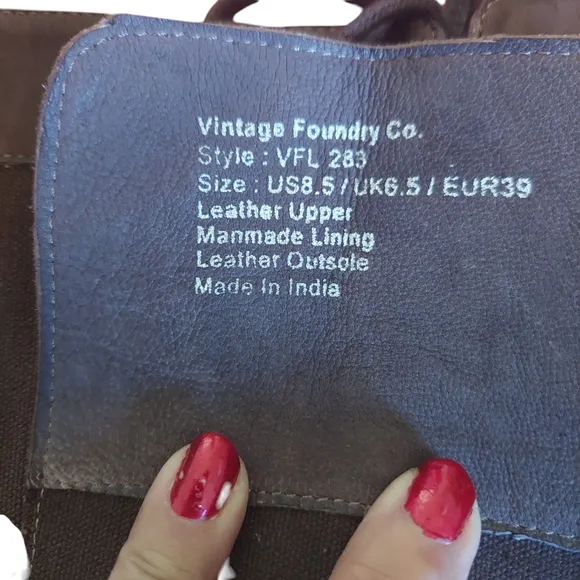 Vintage Foundry Co.
Style : VFL 283
Size : US8.5 / UK6.5 / EUR39
Leather Upper
Manmade Lining
Leather Outsole
Made In India